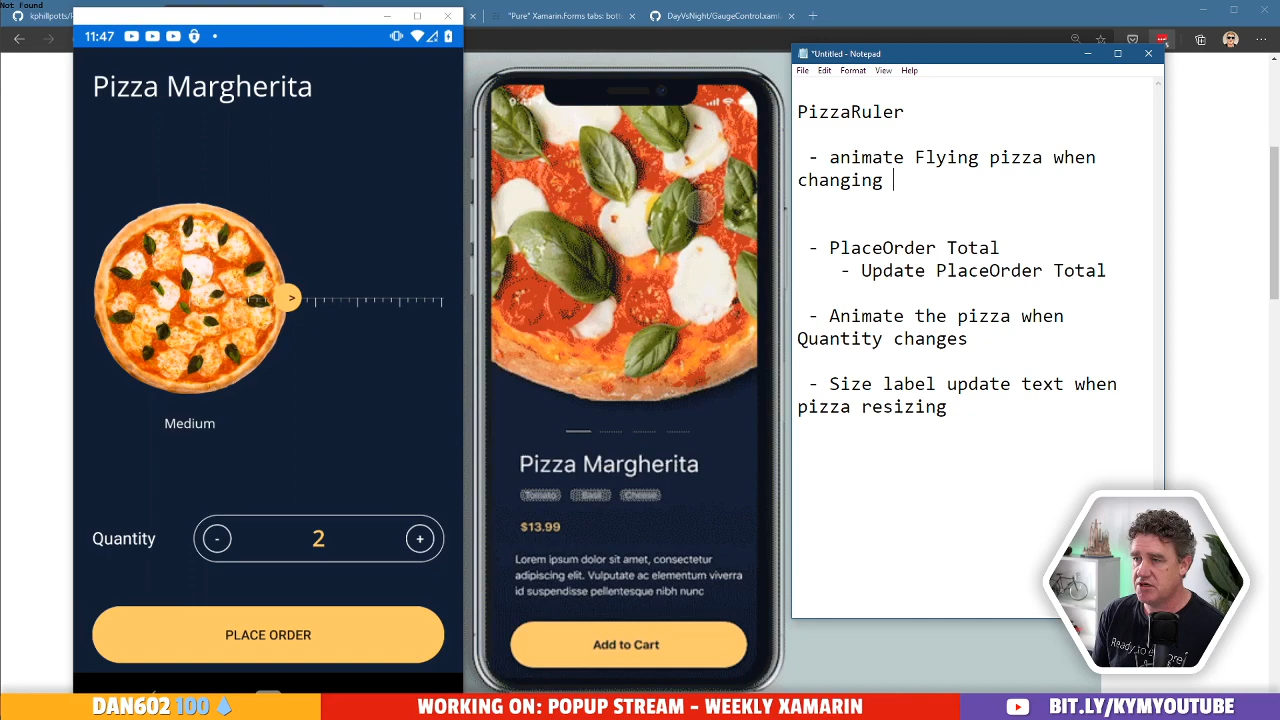 Not Found
kphillpotts/
"Pure" Xamarin.Forms tabs: bott
DayVsNight/GaugeControl.xaml
11:47
Pizza Margherita
>
Medium
Quantity
-
2
+
PLACE ORDER
Pizza Margherita
Tomato
Basil
Cheese
$13.99
Lorem ipsum dolor sit amet, consectetur
adipiscing elit. Vulputate ac elementum viverra
id suspendisse pellentesque nibh nunc
Add to Cart
*Untitled - Notepad
File Edit Format View Help
PizzaRuler
- animate Flying pizza when
changing
- PlaceOrder Total
- Update PlaceOrder Total
- Animate the pizza when
Quantity changes
- Size label update text when
pizza resizing
DAN602 100
WORKING ON: POPUP STREAM - WEEKLY XAMARIN
BIT.LY/KYMYOUTUBE